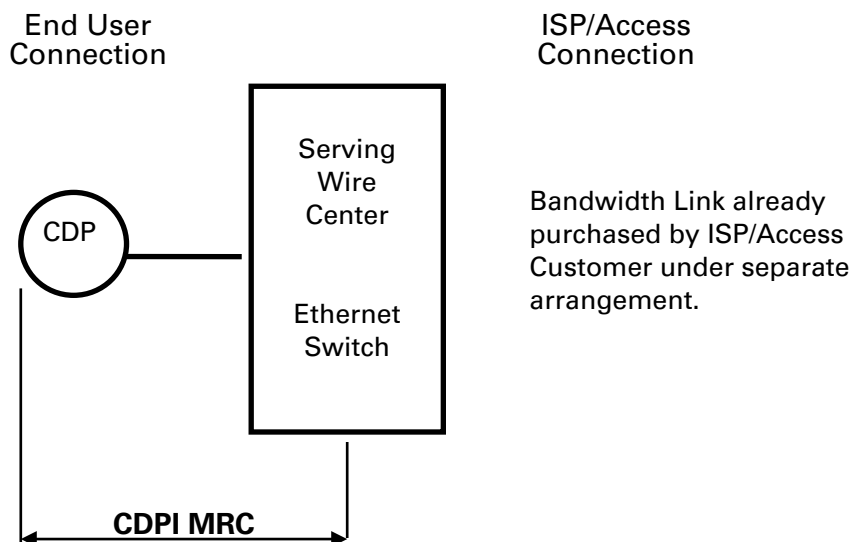 End User
Connection
ISP/Access
Connection
Serving
Wire
Center
CDP
Bandwidth Link already
purchased by ISP/Access
Customer under separate
arrangement.
Ethernet
Switch
CDPI MRC